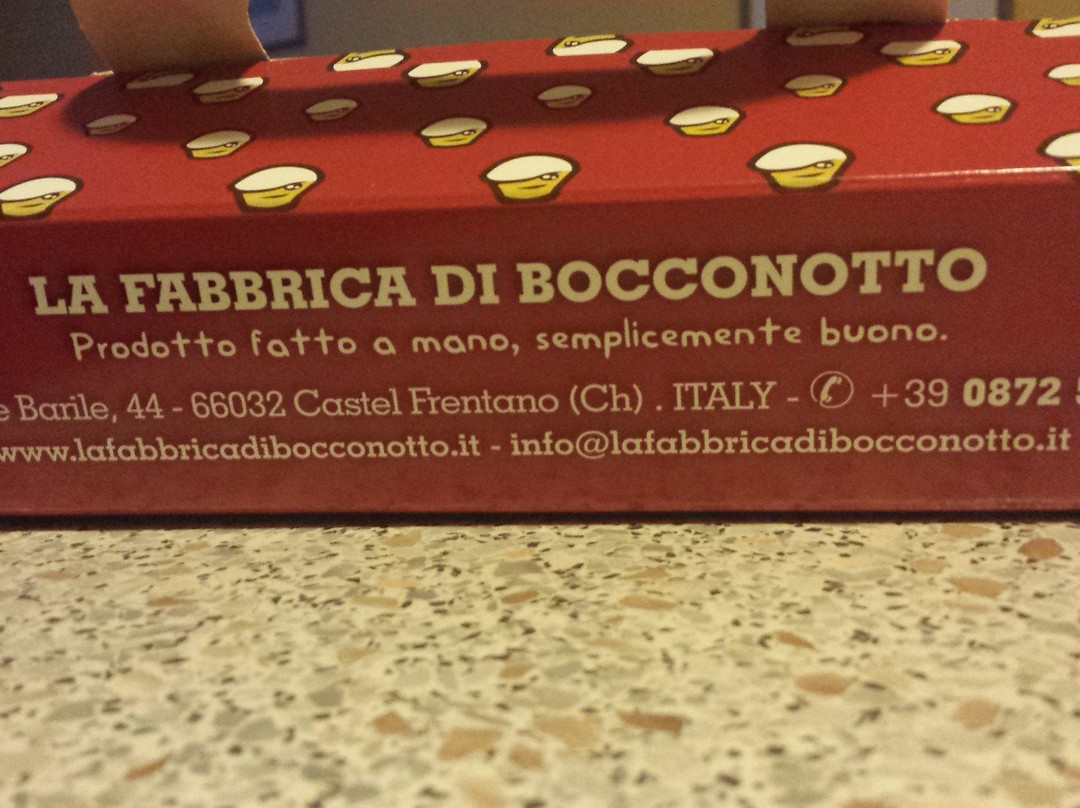 LA FABBRICA DI BOCCONOTTO
Prodotto fatto a mano, semplicemente buono.
Barile, 44 - 66032 Castel Frentano (Ch) . ITALY - ✆ +39 0872
www.lafabbricadibocconotto.it - info@lafabbricadibocconotto.it